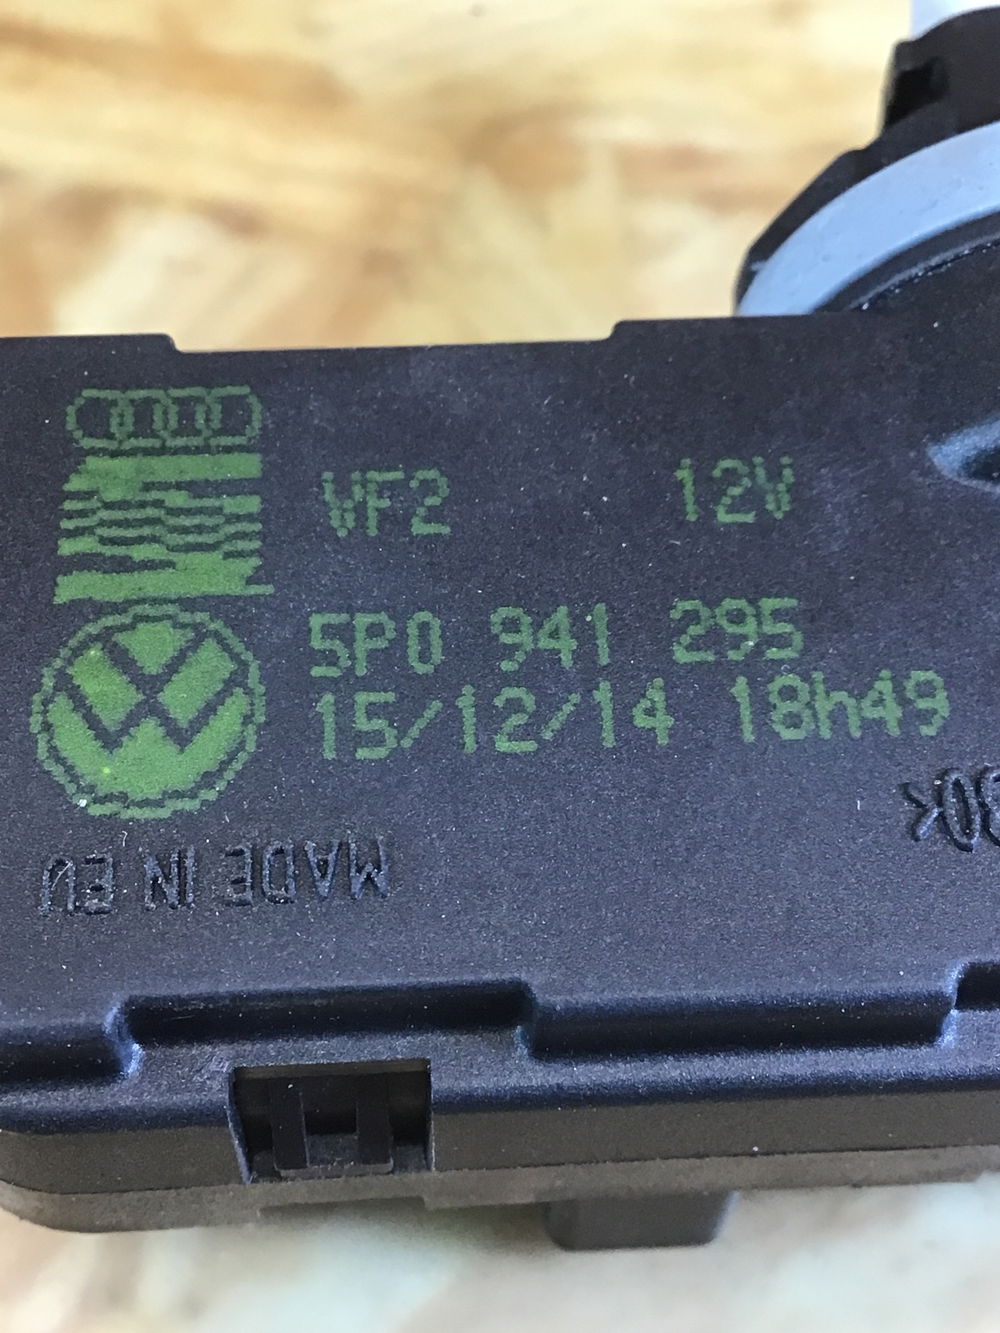 VF2 12V
5P0 941 295
15/12/14 18h49
MADE IN EU